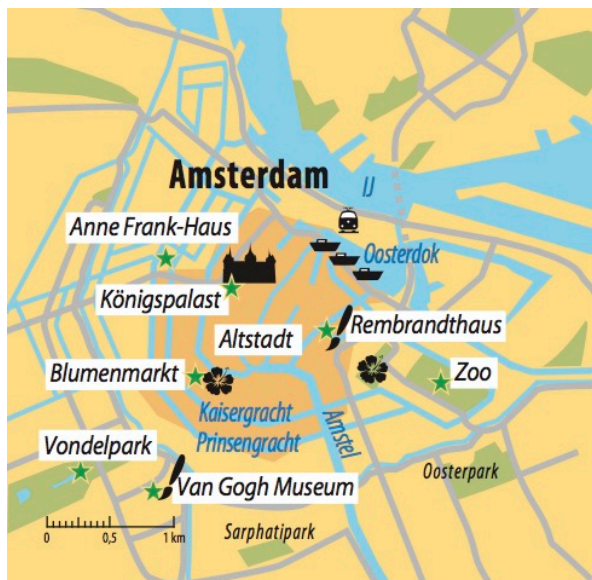 Amsterdam
IJ
Anne Frank-Haus
Oosterdok
Königspalast
Altstadt
Rembrandthaus
Blumenmarkt
Zoo
Kaisergracht
Prinsengracht
Amstel
Vondelpark
Oosterpark
Van Gogh Museum
Sarphatipark
0 0,5 1 km